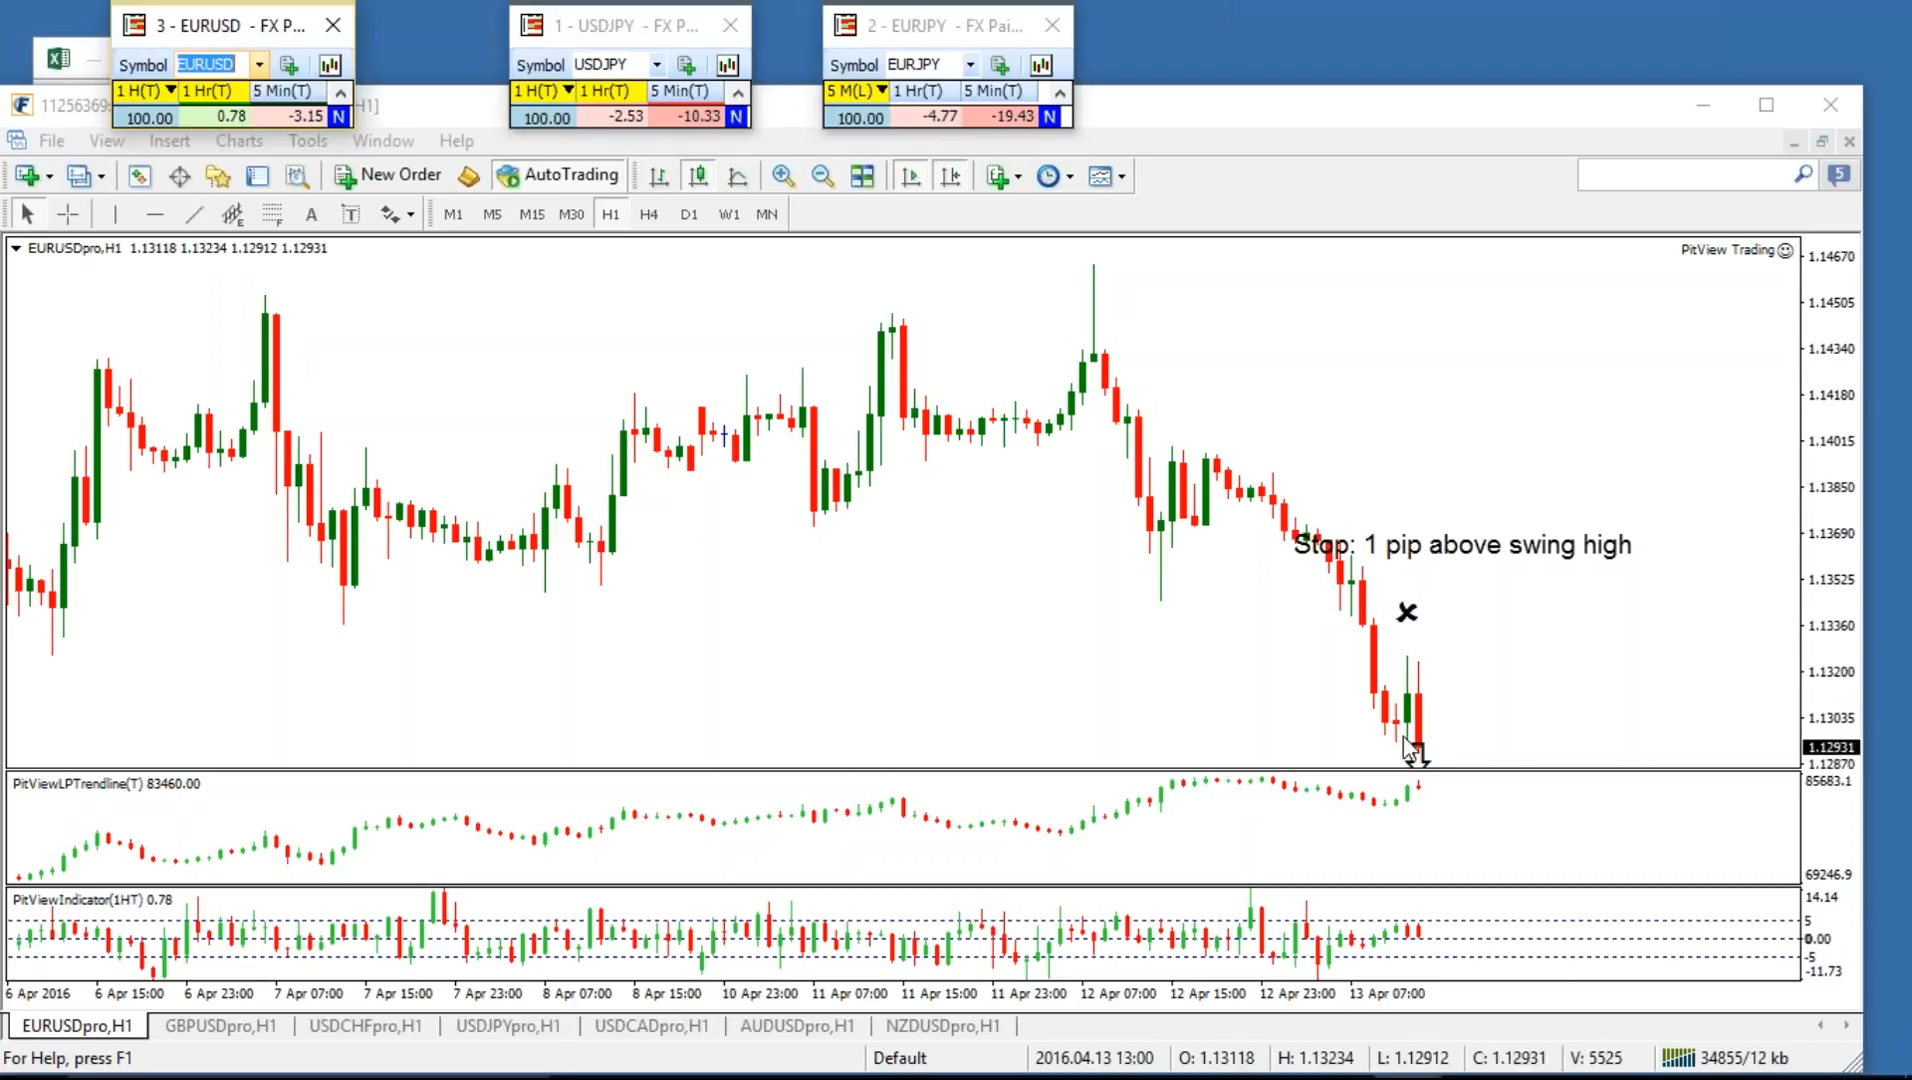 3 - EURUSD - FX P...
1 - USDJPY - FX P...
2 - EURJPY - FX Pai...
Symbol EURUSD
Symbol USDJPY
Symbol EURJPY
1 H(T) 1 Hr(T) 5 Min(T)
1 H(T) 1 Hr(T) 5 Min(T)
5 M(L) 1 Hr(T) 5 Min(T)
100.00 0.78 -3.15 N
100.00 -2.53 -10.33 N
100.00 -4.77 -19.43 N
11256369
H1]
File View Insert Charts Tools Window Help
New Order AutoTrading
5
E F A T
M1 M5 M15 M30 H1 H4 D1 W1 MN
EURUSDpro,H1 1.13118 1.13234 1.12912 1.12931
PitView Trading
1.14670
1.14505
1.14340
1.14180
1.14015
1.13850
1.13690
1.13525
1.13360
1.13200
1.13035
1.12931
1.12870
Stop: 1 pip above swing high
PitViewLPTrendline(T) 83460.00
85683.1
69246.9
PitViewIndicator(1HT) 0.78
14.14
5
0.00
-5
-11.73
6 Apr 2016 6 Apr 15:00 6 Apr 23:00 7 Apr 07:00 7 Apr 15:00 7 Apr 23:00 8 Apr 07:00 8 Apr 15:00 10 Apr 23:00 11 Apr 07:00 11 Apr 15:00 11 Apr 23:00 12 Apr 07:00 12 Apr 15:00 12 Apr 23:00 13 Apr 07:00
EURUSDpro,H1 GBPUSDpro,H1 USDCHFpro,H1 USDJPYpro,H1 USDCADpro,H1 AUDUSDpro,H1 NZDUSDpro,H1
For Help, press F1 Default 2016.04.13 13:00 O: 1.13118 H: 1.13234 L: 1.12912 C: 1.12931 V: 5525 34855/12 kb